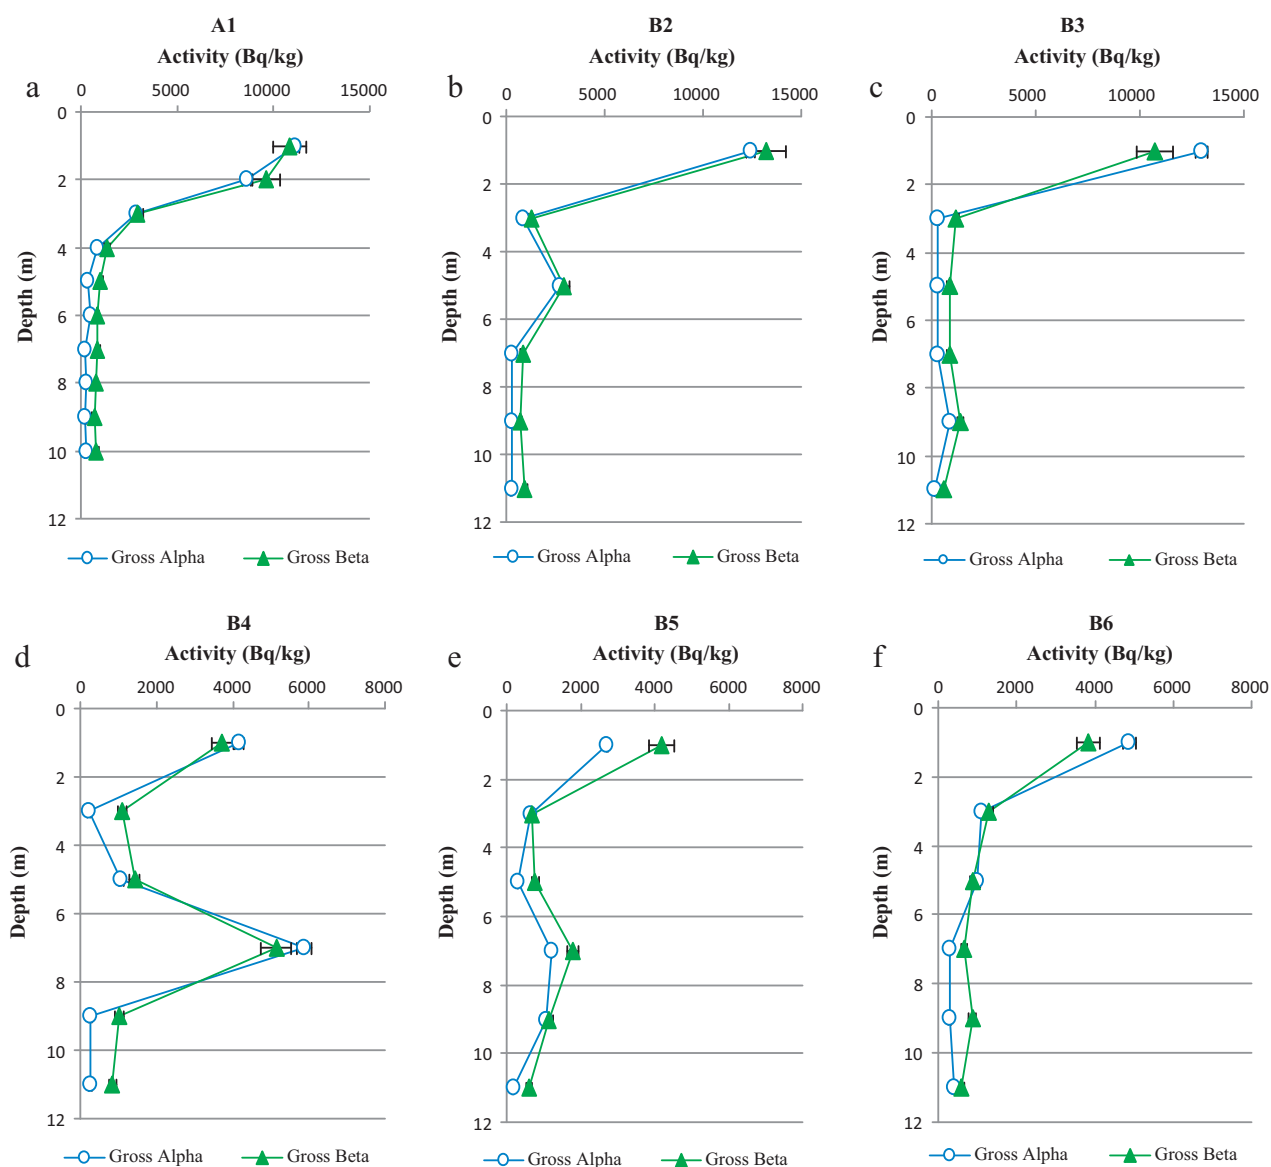 A1
Activity (Bq/kg)
a
0 5000 10000 15000
0
2
4
6
8
10
12
Depth (m)
Gross Alpha Gross Beta
B2
Activity (Bq/kg)
b
0 5000 10000 15000
0
2
4
6
8
10
12
Depth (m)
Gross Alpha Gross Beta
B3
Activity (Bq/kg)
c
0 5000 10000 15000
0
2
4
6
8
10
12
Depth (m)
Gross Alpha Gross Beta
B4
Activity (Bq/kg)
d
0 2000 4000 6000 8000
0
2
4
6
8
10
12
Depth (m)
Gross Alpha Gross Beta
B5
Activity (Bq/kg)
e
0 2000 4000 6000 8000
0
2
4
6
8
10
12
Depth (m)
Gross Alpha Gross Beta
B6
Activity (Bq/kg)
f
0 2000 4000 6000 8000
0
2
4
6
8
10
12
Depth (m)
Gross Alpha Gross Beta